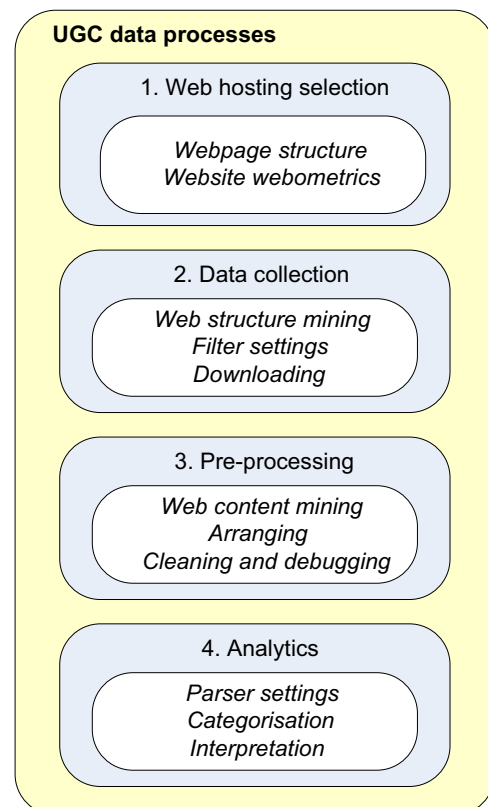 UGC data processes
1. Web hosting selection
Webpage structure
Website webometrics
2. Data collection
Web structure mining
Filter settings
Downloading
3. Pre-processing
Web content mining
Arranging
Cleaning and debugging
4. Analytics
Parser settings
Categorisation
Interpretation